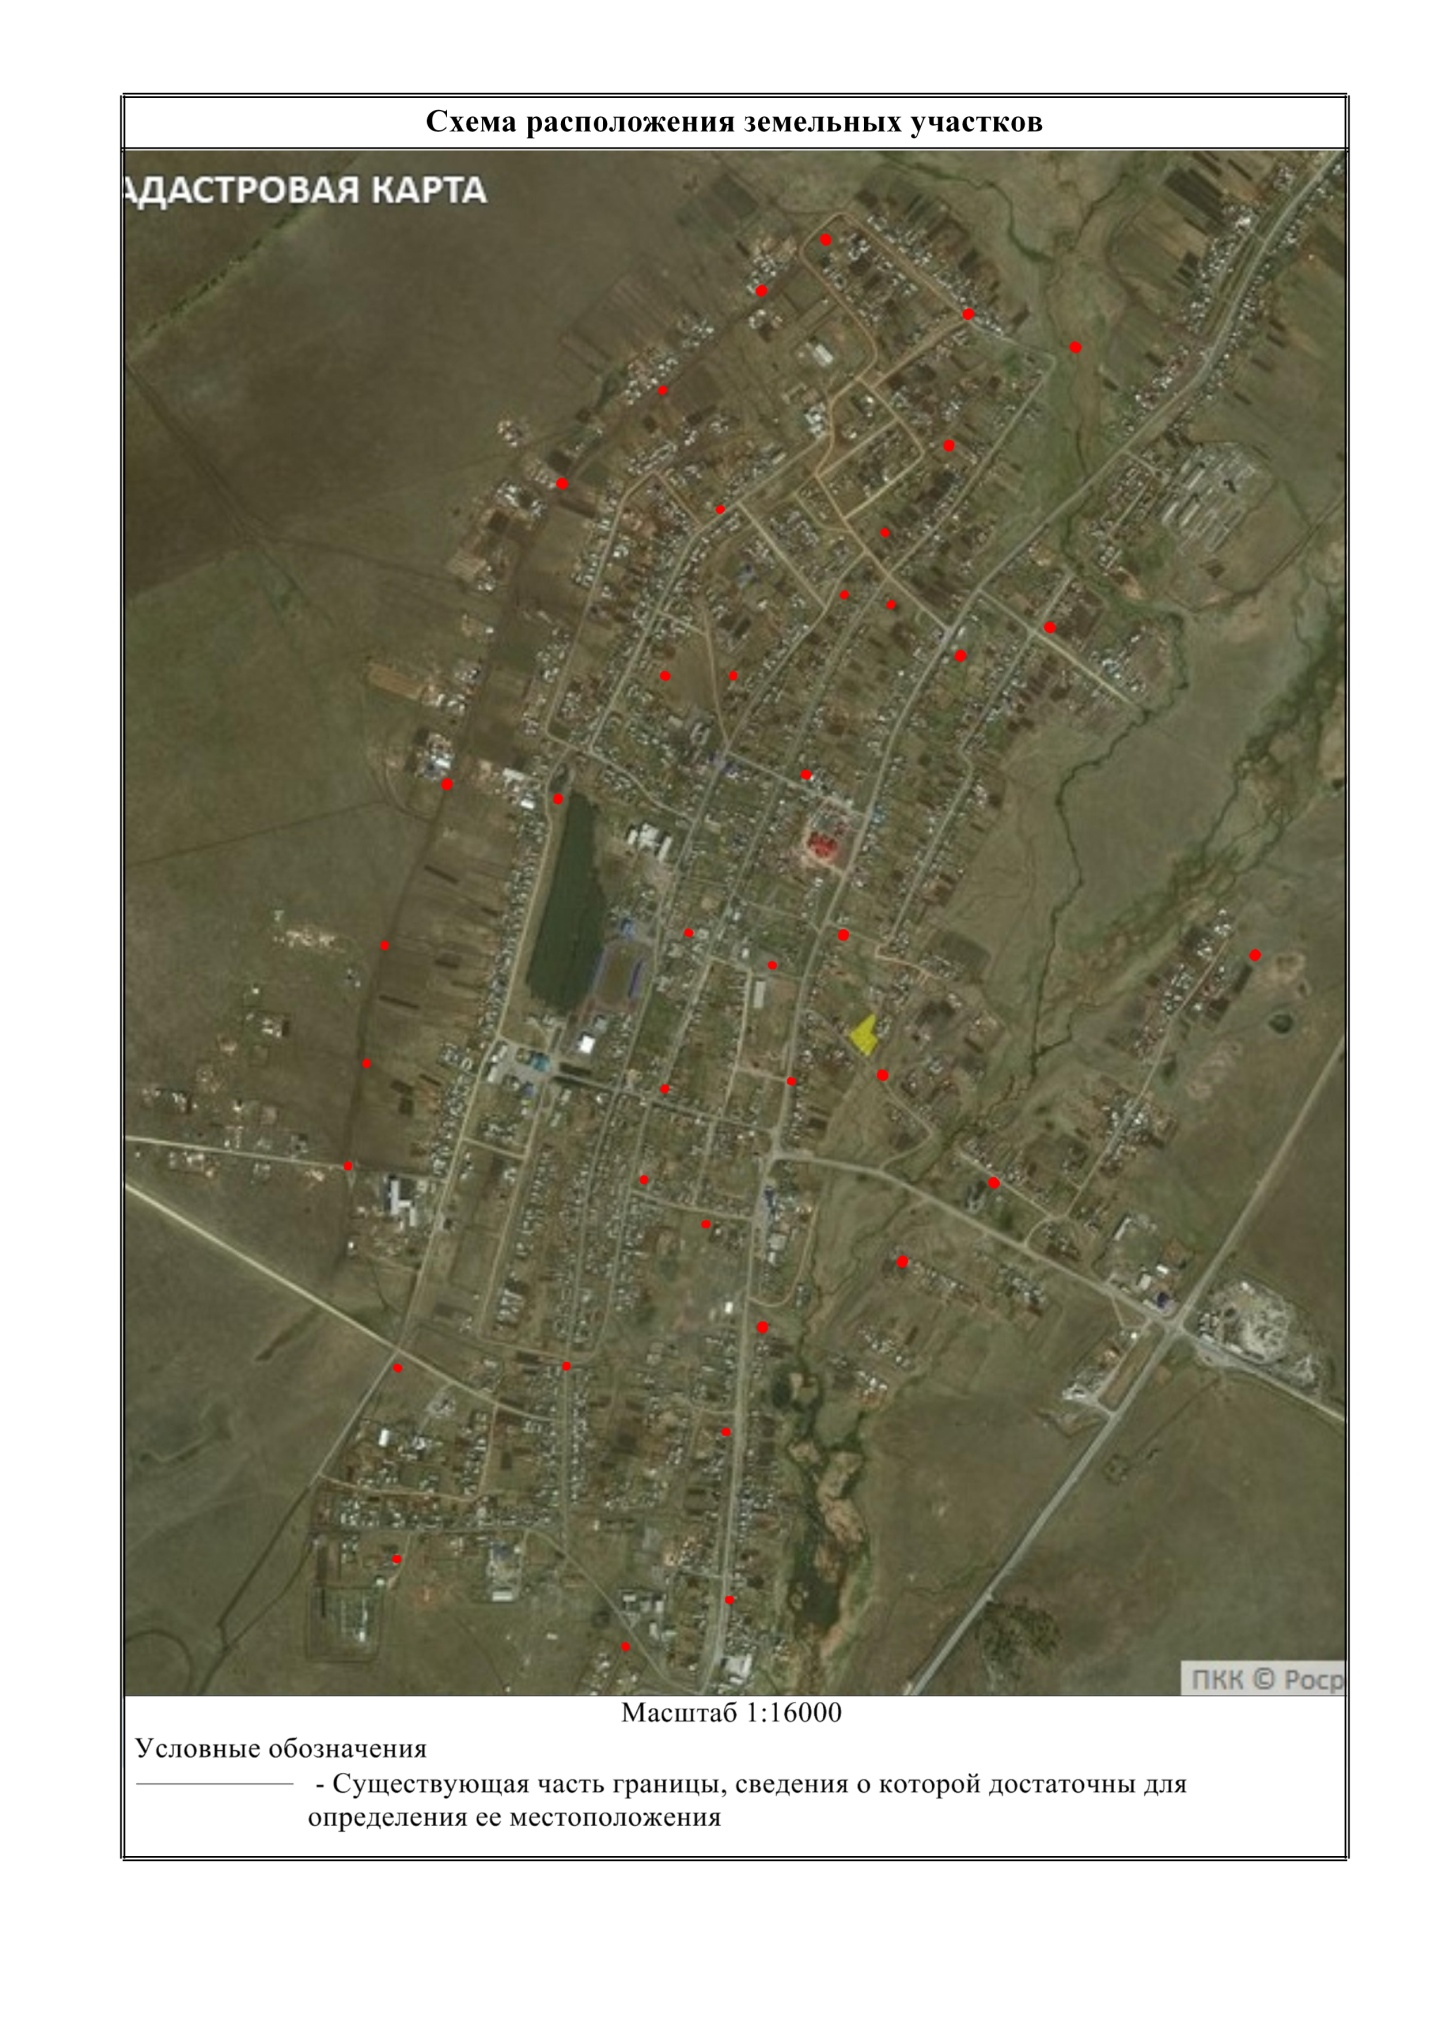 Схема расположения земельных участков
АДАСТРОВАЯ КАРТА
ПКК © Роср
Масштаб 1:16000
Условные обозначения
- Существующая часть границы, сведения о которой достаточны для
определения ее местоположения